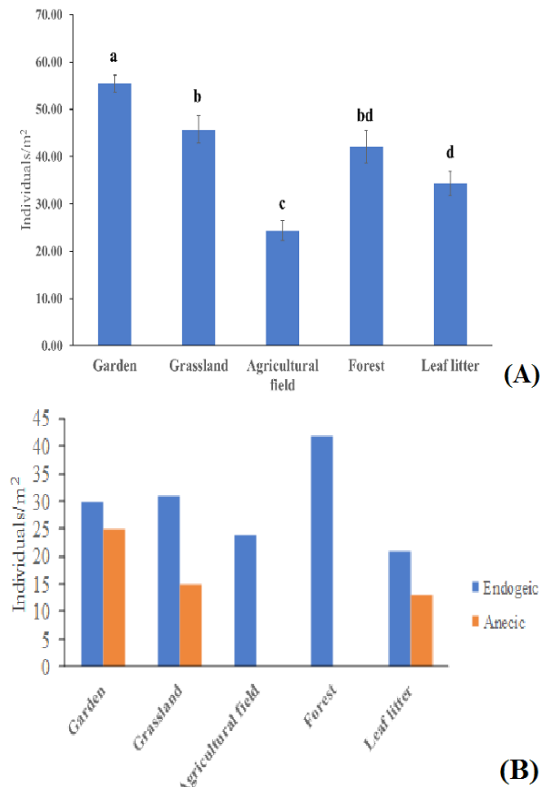 70.00
60.00
50.00
40.00
30.00
20.00
10.00
0.00
Individuals/m²
a
b
c
bd
d
Garden
Grassland
Agricultural
field
Forest
Leaf litter
(A)
45
40
35
30
25
20
15
10
5
0
Individuals/m²
Endogeic
Anecic
Garden
Grassland
Agricultural field
Forest
Leaf litter
(B)